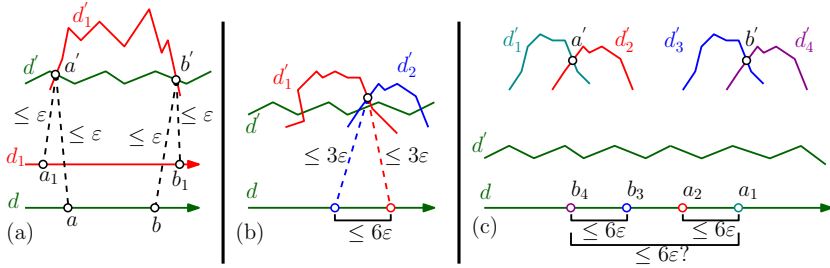 d′₁
d′
a′
b′
≤ ε
≤ ε
≤ ε
≤ ε
d₁
a₁
b₁
d
a
b
(a)
d′₁
d′₂
d′
≤ 3ε
≤ 3ε
d
≤ 6ε
(b)
d′₁
a′
d′₂
d′₃
b′
d′₄
d′
d
b₄
b₃
a₂
a₁
≤ 6ε
≤ 6ε
≤ 6ε?
(c)